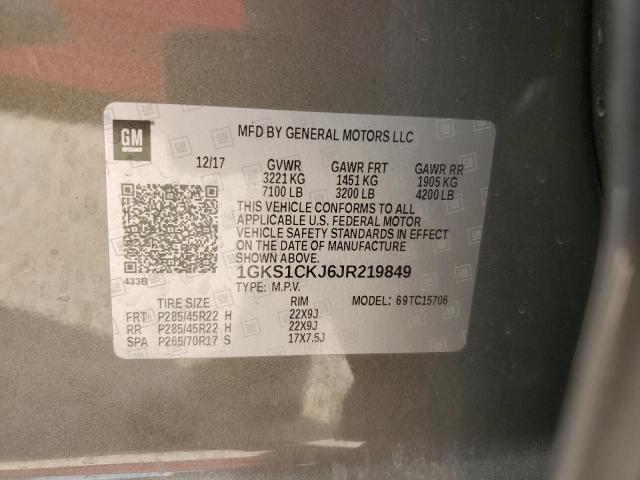 GM
MFD BY GENERAL MOTORS LLC
12/17 GVWR GAWR FRT GAWR RR
3221 KG 1451 KG 1905 KG
7100 LB 3200 LB 4200 LB
THIS VEHICLE CONFORMS TO ALL
APPLICABLE U.S. FEDERAL MOTOR
VEHICLE SAFETY STANDARDS IN EFFECT
ON THE DATE OF MANUFACTURE
SHOWN ABOVE.
433B
1GKS1CKJ6JR219849
TYPE: M.P.V.
TIRE SIZE RIM MODEL: 69TC15706
FRT P285/45R22 H 22X9J
RR P285/45R22 H 22X9J
SPA P265/70R17 S 17X7.5J